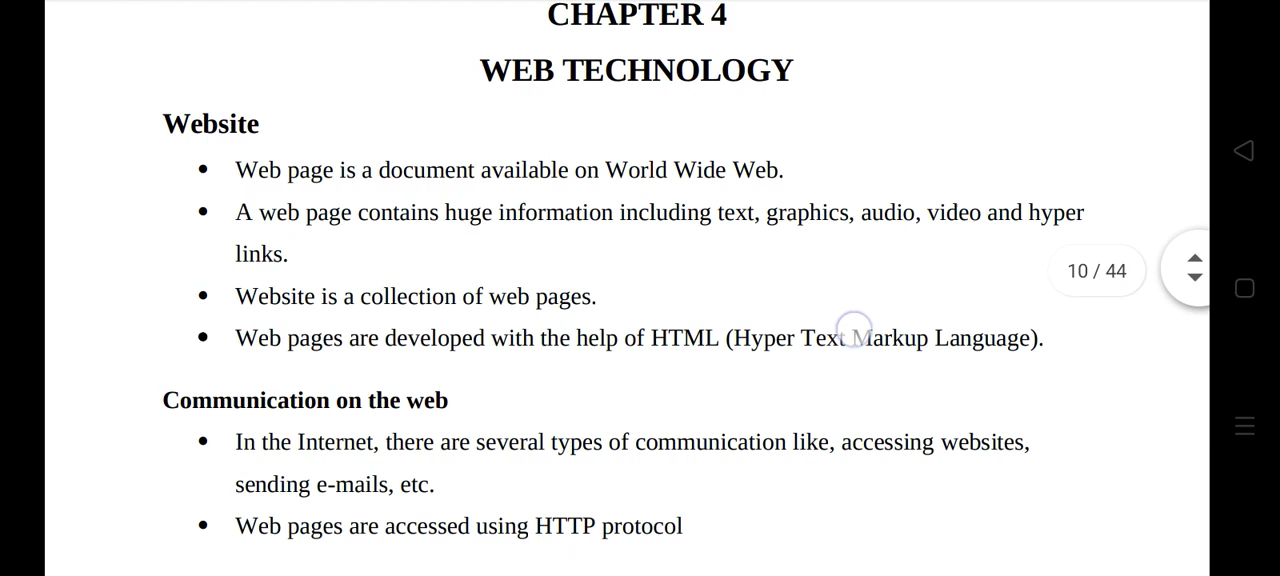 CHAPTER 4
WEB TECHNOLOGY
Website
• Web page is a document available on World Wide Web.
• A web page contains huge information including text, graphics, audio, video and hyper
links.
10 / 44
• Website is a collection of web pages.
• Web pages are developed with the help of HTML (Hyper Text Markup Language).
Communication on the web
• In the Internet, there are several types of communication like, accessing websites,
sending e-mails, etc.
• Web pages are accessed using HTTP protocol